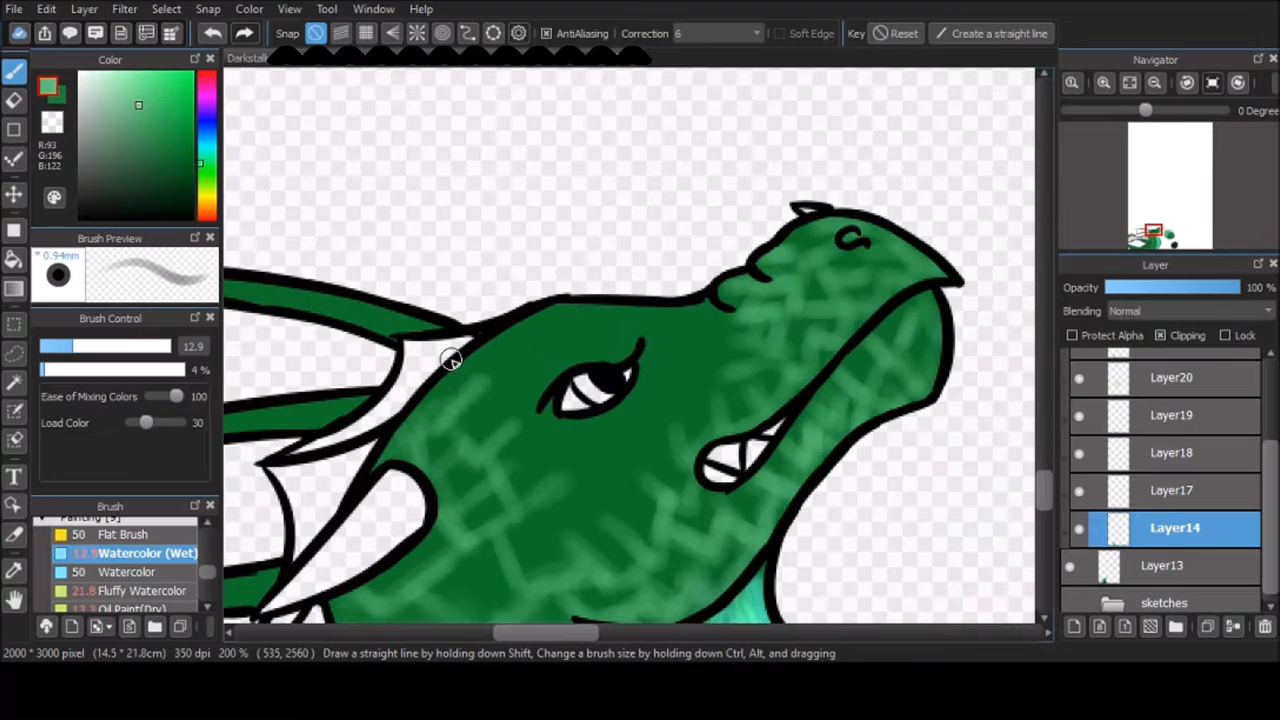 File Edit Layer Filter Select Snap Color View Tool Window Help
Snap AntiAliasing Correction 6 Soft Edge Key Reset Create a straight line
Color
Darkstalk
Navigator
R:93
G:196
B:122
0 Degree
Brush Preview
* 0.94mm
Layer
Opacity 100 %
Blending Normal
Protect Alpha Clipping Lock
Brush Control
12.9
4 %
Ease of Mixing Colors 100
Load Color 30
Layer20
Layer19
Layer18
Layer17
Layer14
Layer13
sketches
Brush
50 Flat Brush
12.9 Watercolor (Wet)
50 Watercolor
21.8 Fluffy Watercolor
13.3 Oil Paint(Dry)
2000 * 3000 pixel (14.5 * 21.8cm) 350 dpi 200 % ( 535, 2560 ) Draw a straight line by holding down Shift, Change a brush size by holding down Ctrl, Alt, and dragging